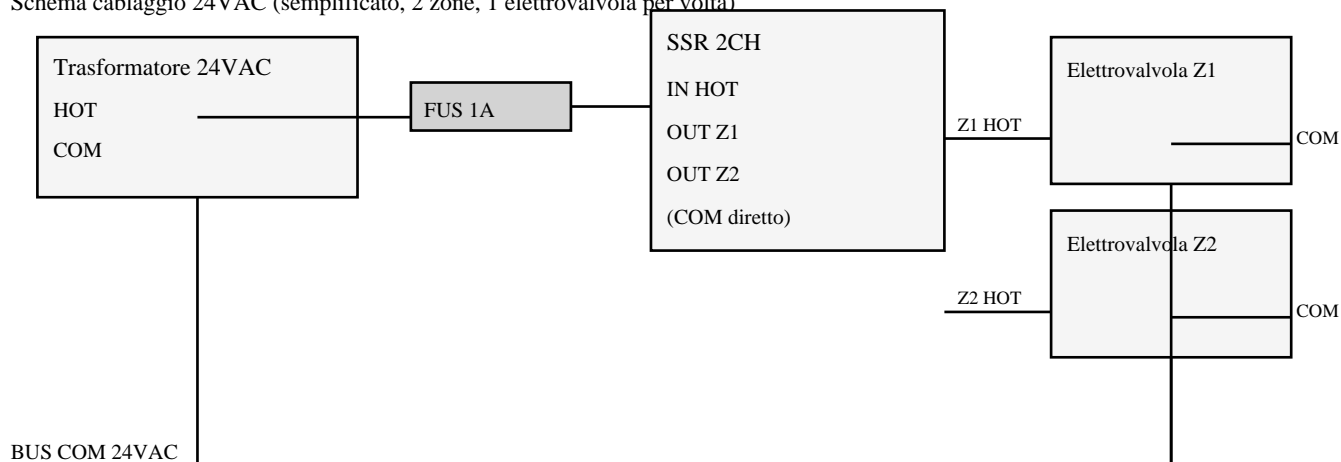 Schema cablaggio 24VAC (semplificato, 2 zone, 1 elettrovalvola per volta)
Trasformatore 24VAC
HOT
COM
FUS 1A
SSR 2CH
IN HOT
OUT Z1
OUT Z2
(COM diretto)
Z1 HOT
Elettrovalvola Z1
COM
Z2 HOT
Elettrovalvola Z2
COM
BUS COM 24VAC